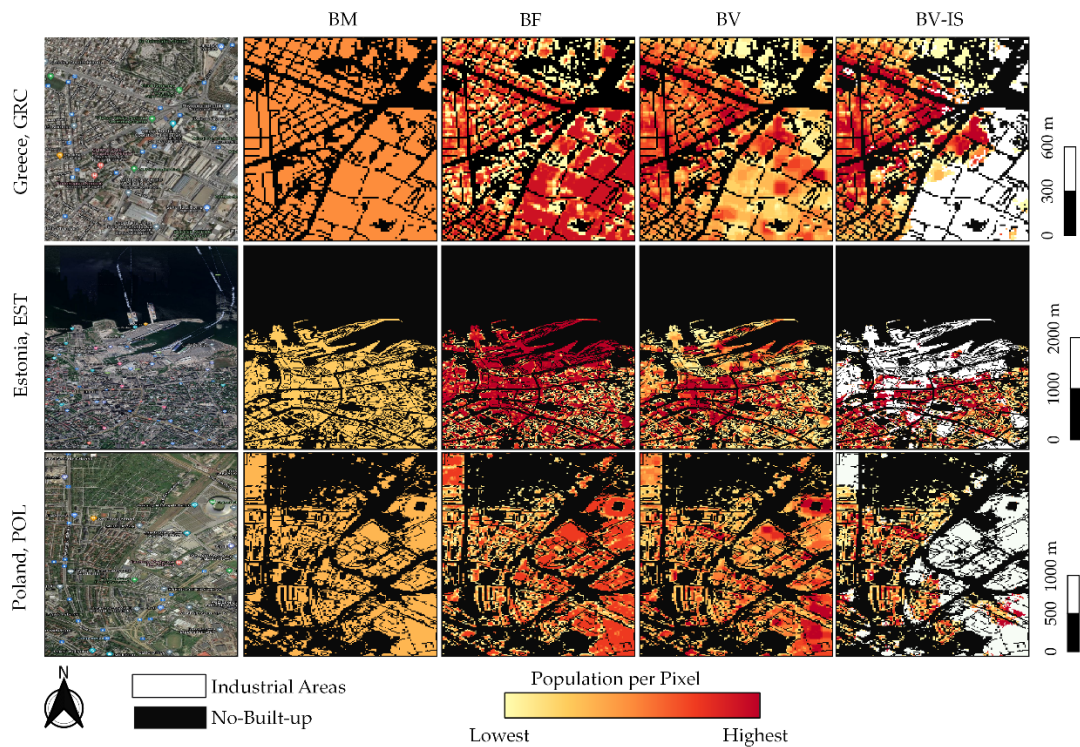 BM BF BV BV-IS
Greece, GRC
0 300 600 m
Estonia, EST
0 1000 2000 m
Poland, POL
0 500 1000 m
N
Industrial Areas
No-Built-up
Population per Pixel
Lowest Highest